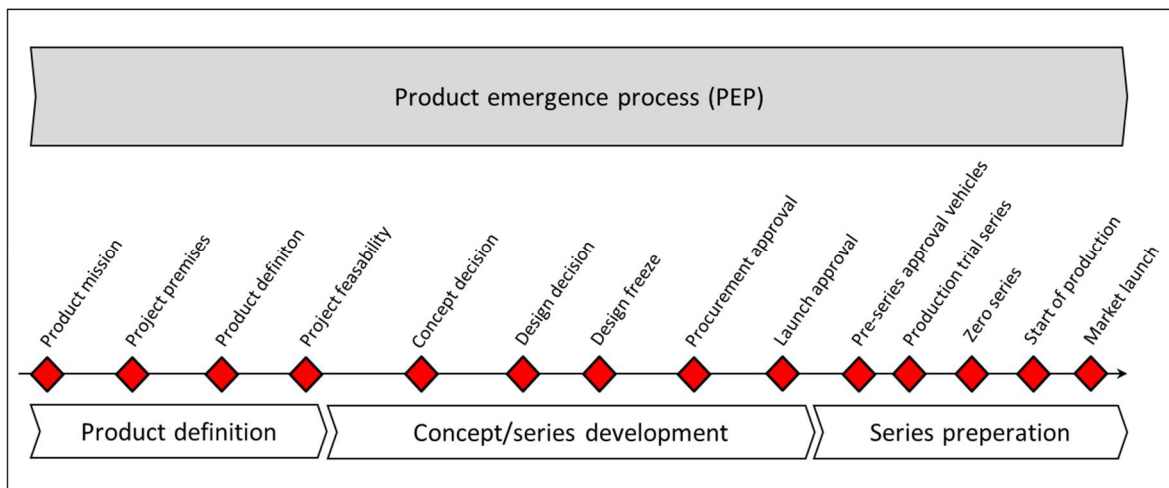 Product emergence process (PEP)
Product mission
Project premises
Product definiton
Project feasability
Concept decision
Design decision
Design freeze
Procurement approval
Launch approval
Pre-series approval vehicles
Production trial series
Zero series
Start of production
Market launch
Product definition
Concept/series development
Series preperation